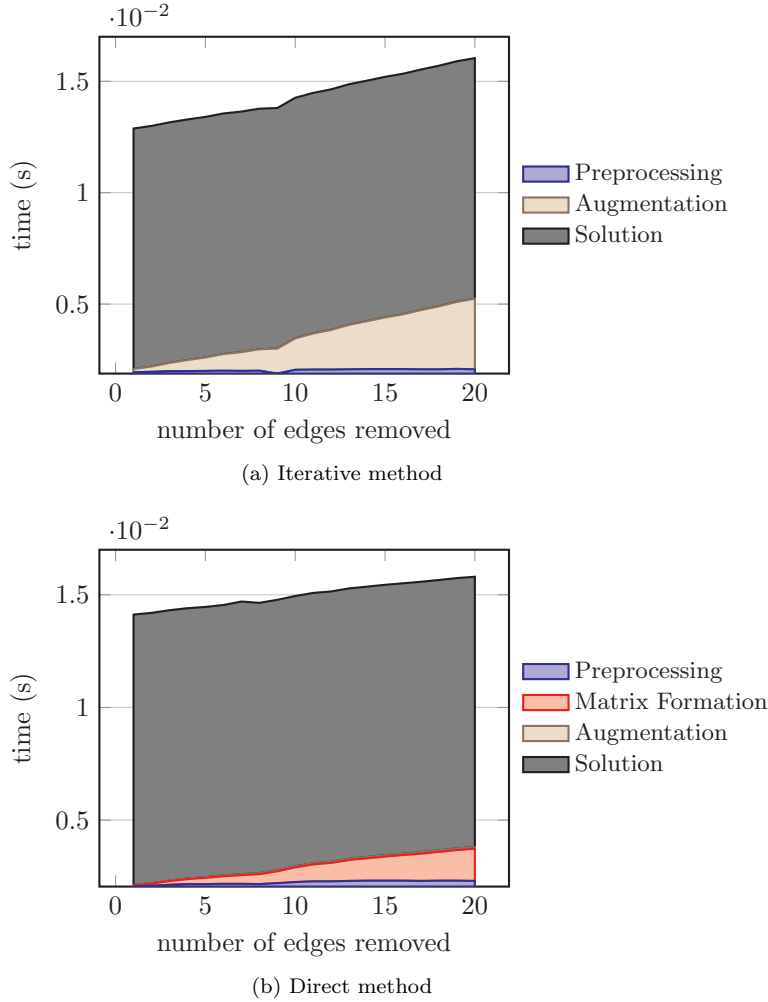 ·10⁻²
1.5
1
0.5
time (s)
0 5 10 15 20
number of edges removed
Preprocessing
Augmentation
Solution
(a) Iterative method
·10⁻²
1.5
1
0.5
time (s)
0 5 10 15 20
number of edges removed
Preprocessing
Matrix Formation
Augmentation
Solution
(b) Direct method